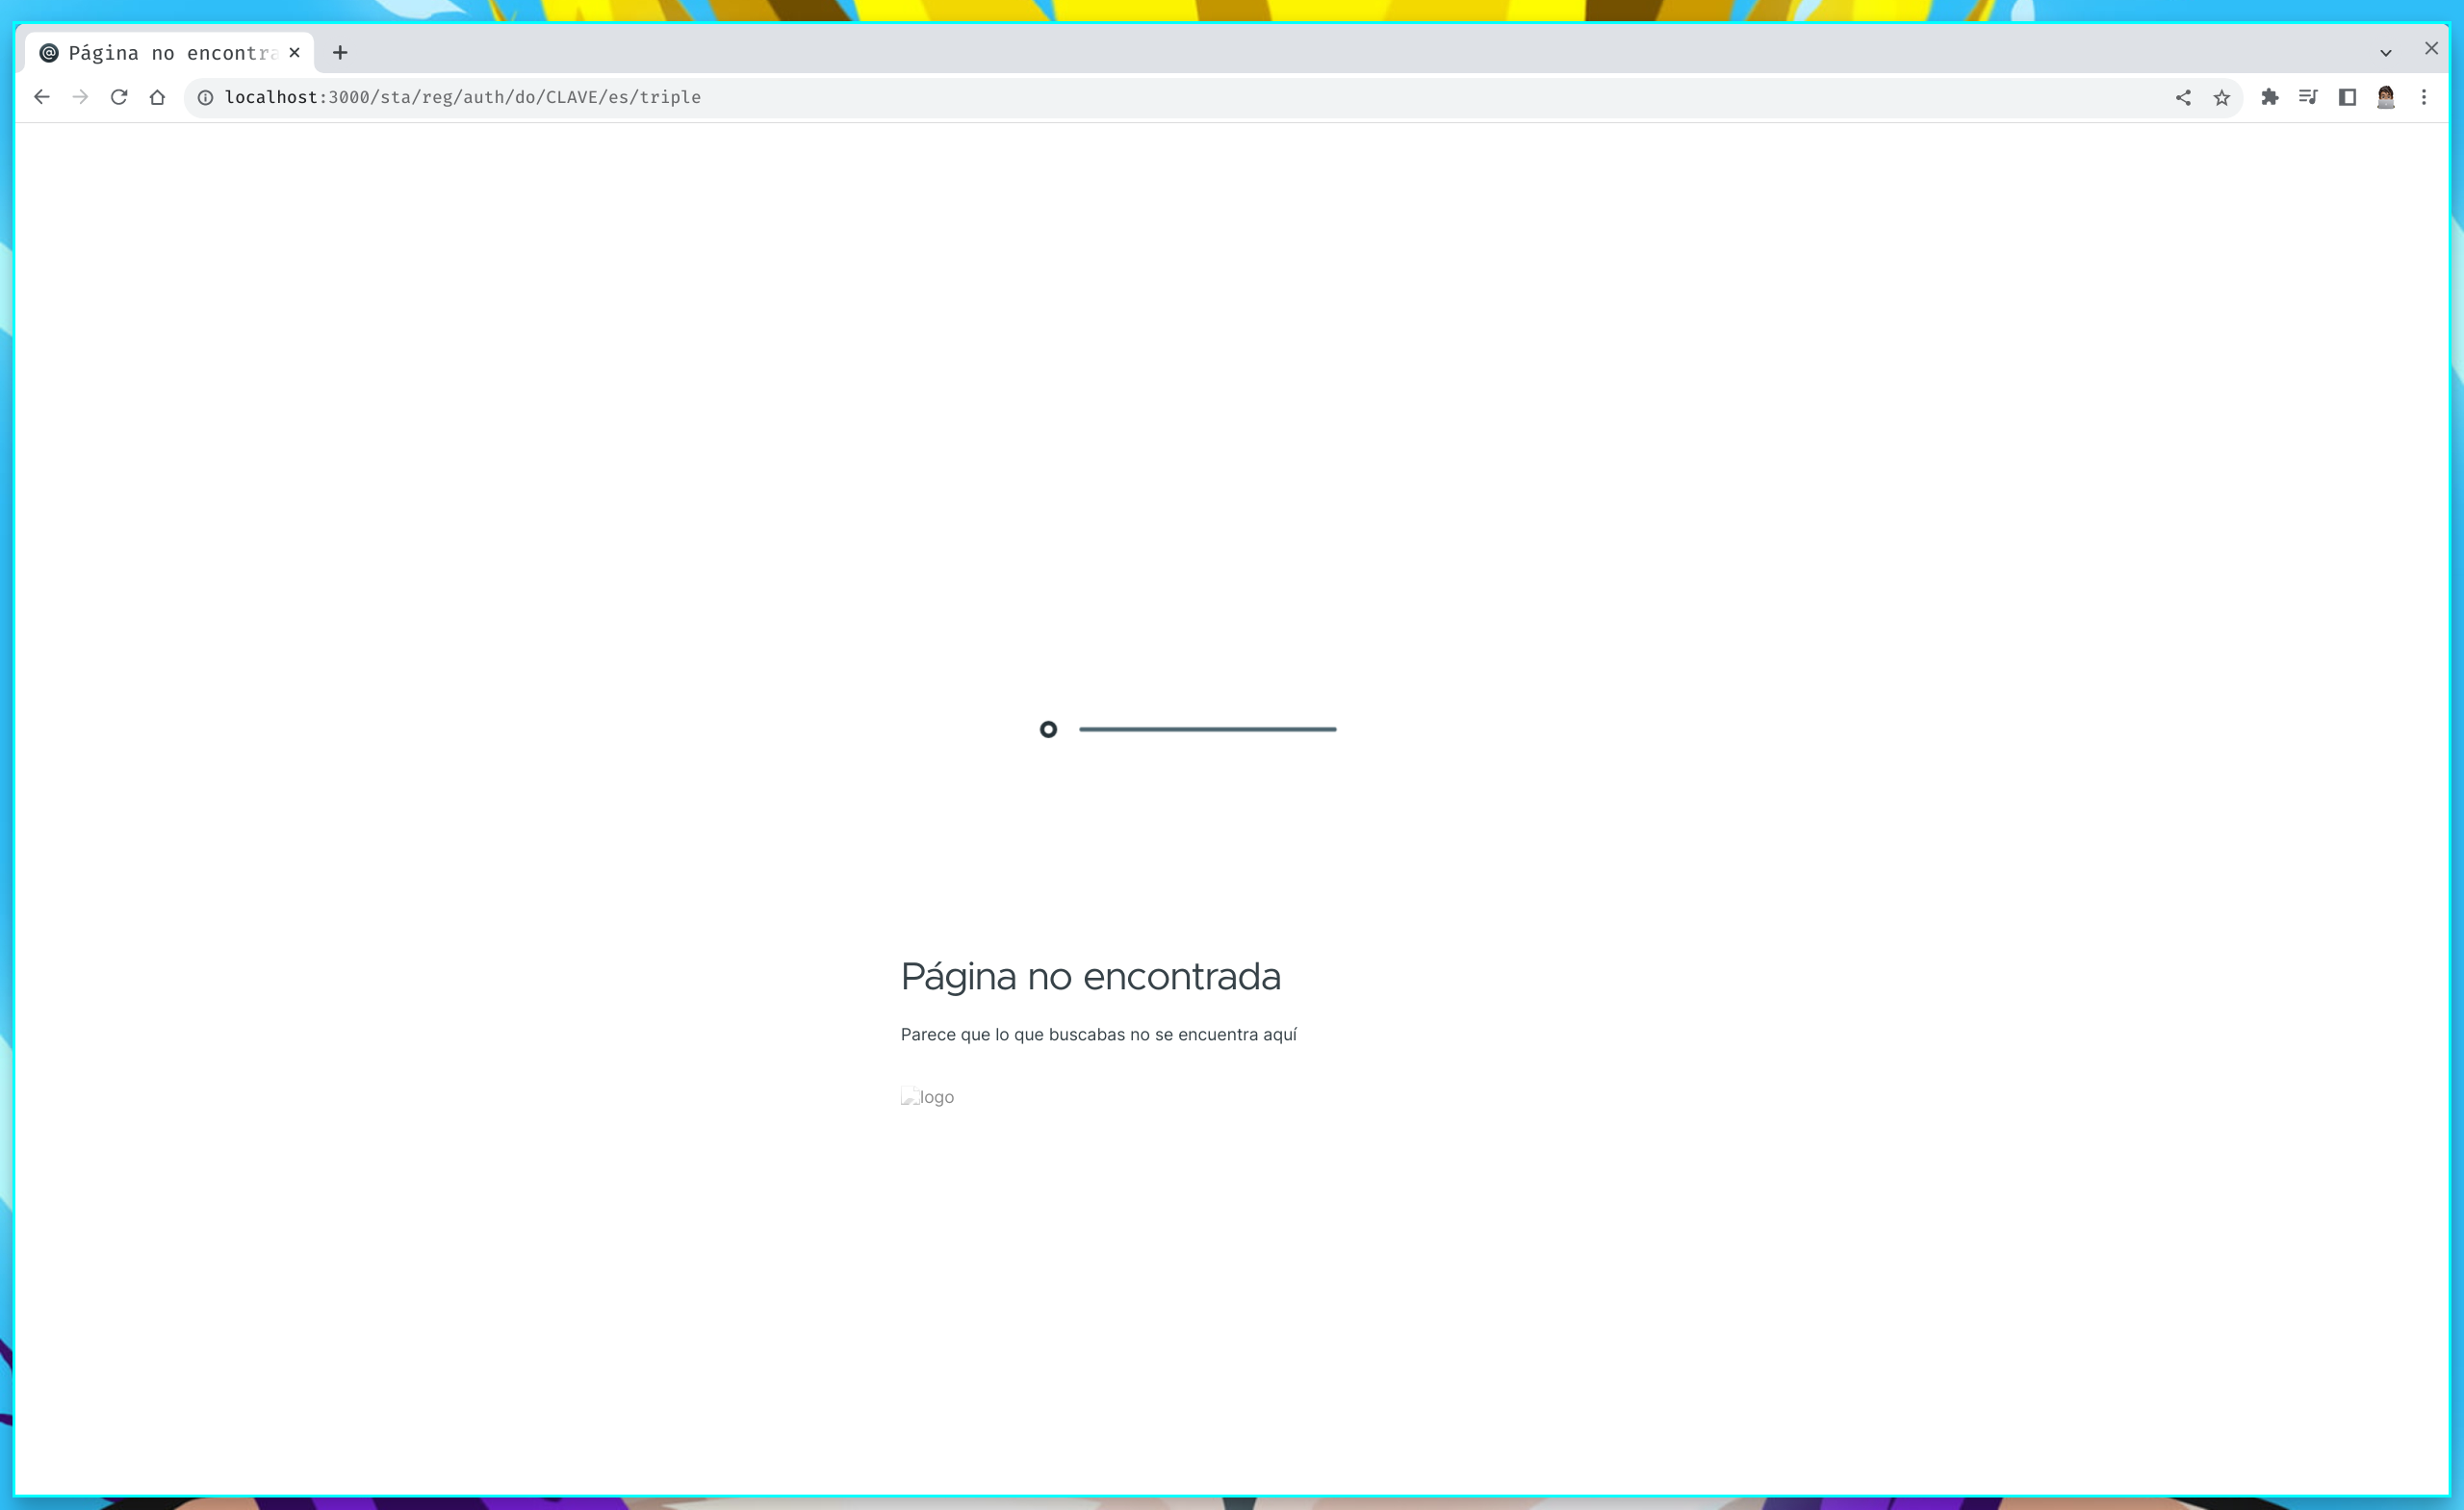 Página no encontra
localhost:3000/sta/reg/auth/do/CLAVE/es/triple
Página no encontrada
Parece que lo que buscabas no se encuentra aquí
logo